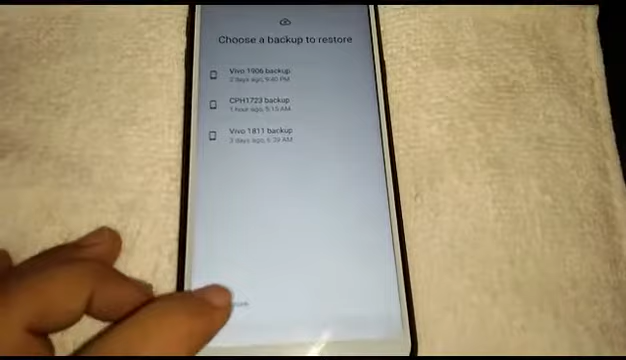 Choose a backup to restore
Vivo 1906 backup
2 days ago, 9:40 PM
CPH1723 backup
1 hour ago, 5:15 AM
Vivo 1811 backup
3 days ago, 6:39 AM